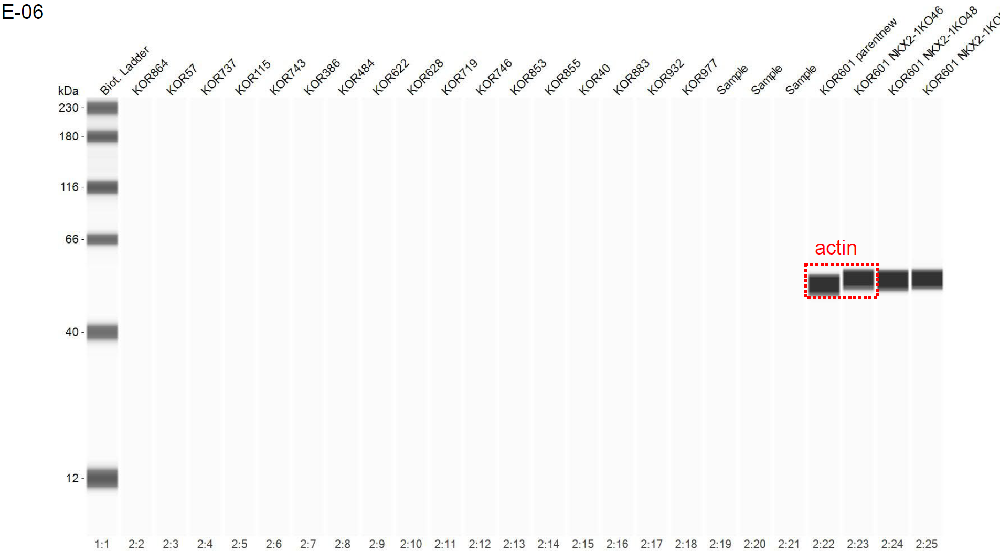 E-06
kDa
Biot. Ladder
KOR864
KOR57
KOR737
KOR115
KOR743
KOR386
KOR484
KOR622
KOR628
KOR719
KOR746
KOR853
KOR855
KOR40
KOR883
KOR932
KOR977
Sample
Sample
Sample
KOR601 parentnew
KOR601 NKX2-1KO46
KOR601 NKX2-1KO48
KOR601 NKX2-1KO
230
180
116
66
actin
40
12
1:1 2:2 2:3 2:4 2:5 2:6 2:7 2:8 2:9 2:10 2:11 2:12 2:13 2:14 2:15 2:16 2:17 2:18 2:19 2:20 2:21 2:22 2:23 2:24 2:25